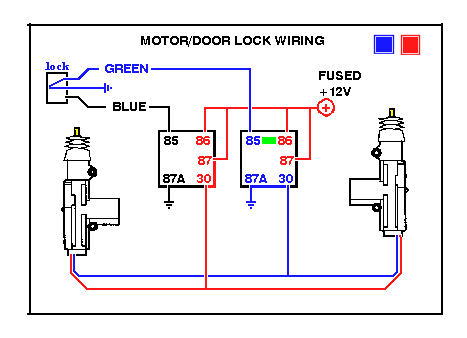 MOTOR/DOOR LOCK WIRING
lock
GREEN
FUSED
+12V
BLUE
85 86
87
87A 30
85 86
87
87A 30